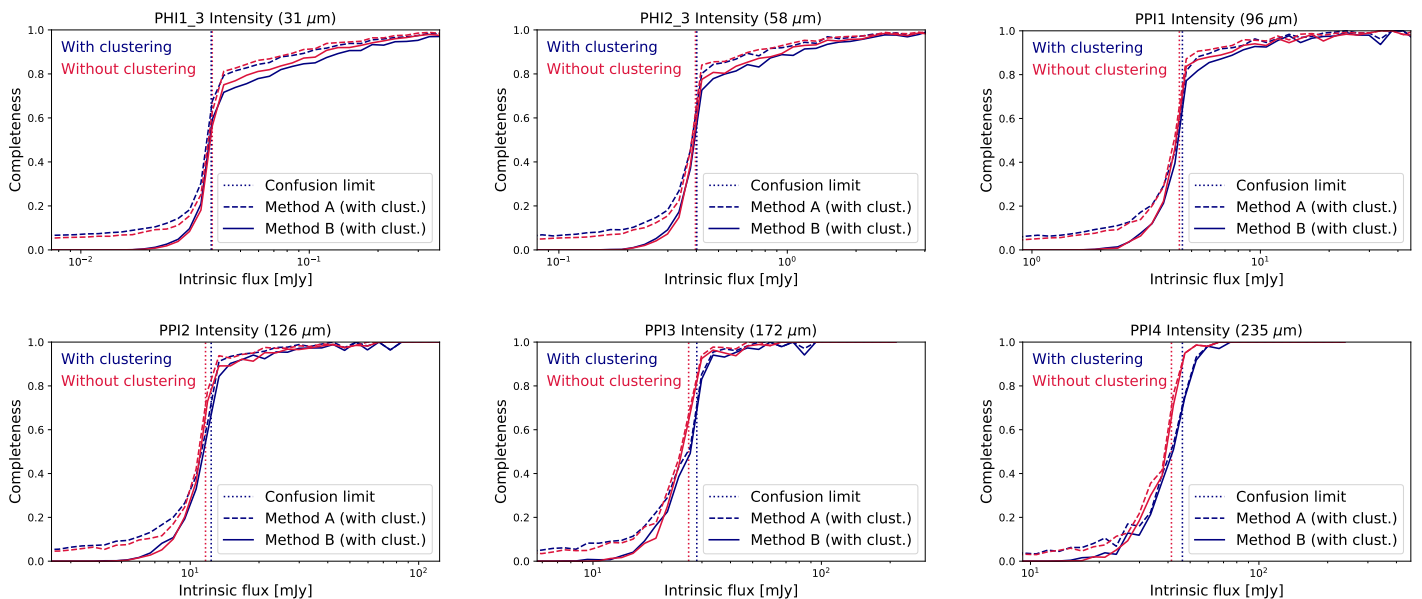 PHI1_3 Intensity (31 μm)
1.0
0.8
0.6
0.4
0.2
0.0
Completeness
With clustering
Without clustering
Confusion limit
Method A (with clust.)
Method B (with clust.)
10⁻²
10⁻¹
Intrinsic flux [mJy]
PHI2_3 Intensity (58 μm)
1.0
0.8
0.6
0.4
0.2
0.0
Completeness
With clustering
Without clustering
Confusion limit
Method A (with clust.)
Method B (with clust.)
10⁻¹
10⁰
Intrinsic flux [mJy]
PPI1 Intensity (96 μm)
1.0
0.8
0.6
0.4
0.2
0.0
Completeness
With clustering
Without clustering
Confusion limit
Method A (with clust.)
Method B (with clust.)
10⁰
10¹
Intrinsic flux [mJy]
PPI2 Intensity (126 μm)
1.0
0.8
0.6
0.4
0.2
0.0
Completeness
With clustering
Without clustering
Confusion limit
Method A (with clust.)
Method B (with clust.)
10¹
10²
Intrinsic flux [mJy]
PPI3 Intensity (172 μm)
1.0
0.8
0.6
0.4
0.2
0.0
Completeness
With clustering
Without clustering
Confusion limit
Method A (with clust.)
Method B (with clust.)
10¹
10²
Intrinsic flux [mJy]
PPI4 Intensity (235 μm)
1.0
0.8
0.6
0.4
0.2
0.0
Completeness
With clustering
Without clustering
Confusion limit
Method A (with clust.)
Method B (with clust.)
10¹
10²
Intrinsic flux [mJy]